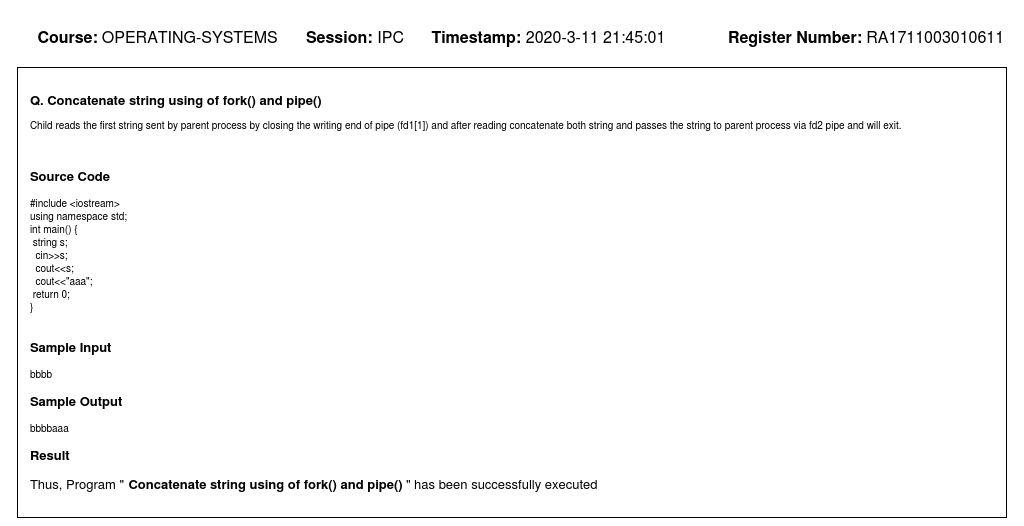 Course: OPERATING-SYSTEMS Session: IPC Timestamp: 2020-3-11 21:45:01 Register Number: RA1711003010611
Q. Concatenate string using of fork() and pipe()
Child reads the first string sent by parent process by closing the writing end of pipe (fd1[1]) and after reading concatenate both string and passes the string to parent process via fd2 pipe and will exit.
Source Code
#include <iostream>
using namespace std;
int main() {
string s;
cin>>s;
cout<<s;
cout<<"aaa";
return 0;
}
Sample Input
bbbb
Sample Output
bbbbaaa
Result
Thus, Program " Concatenate string using of fork() and pipe() " has been successfully executed